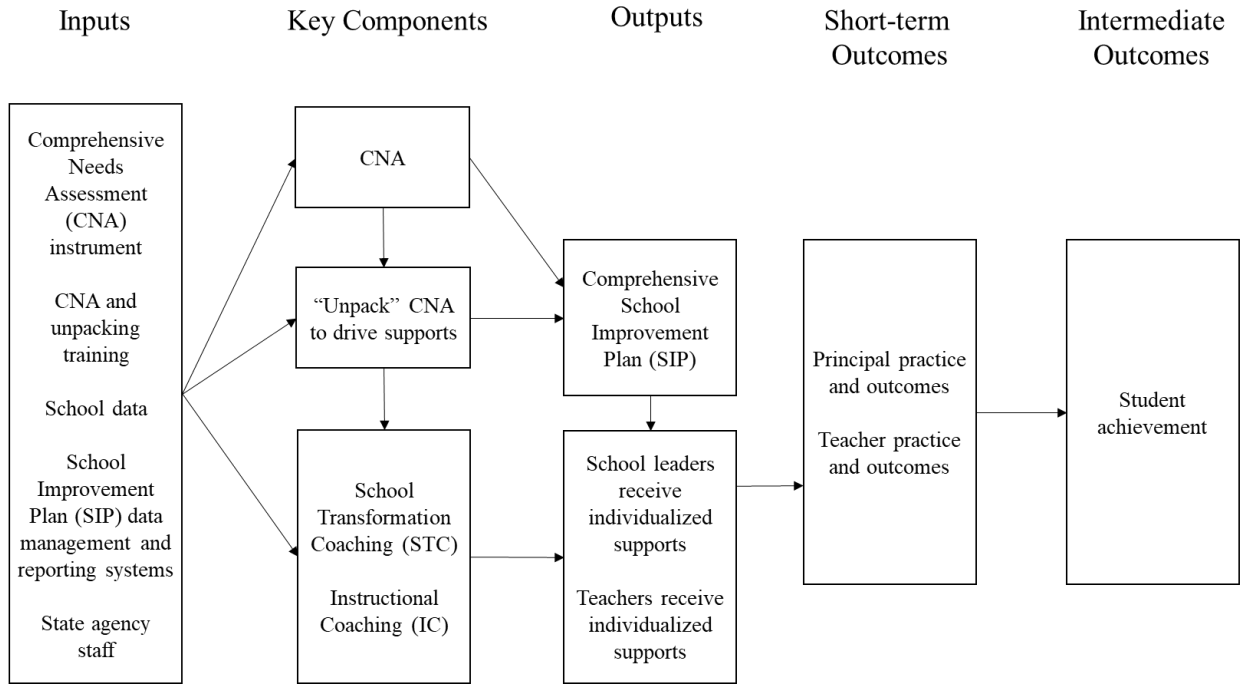 Inputs
Key Components
Outputs
Short-term
Outcomes
Intermediate
Outcomes
Comprehensive
Needs
Assessment
(CNA)
instrument
CNA and
unpacking
training
School data
School
Improvement
Plan (SIP) data
management and
reporting systems
State agency
staff
CNA
“Unpack” CNA
to drive supports
School
Transformation
Coaching (STC)
Instructional
Coaching (IC)
Comprehensive
School
Improvement
Plan (SIP)
School leaders
receive
individualized
supports
Teachers receive
individualized
supports
Principal practice
and outcomes
Teacher practice
and outcomes
Student
achievement